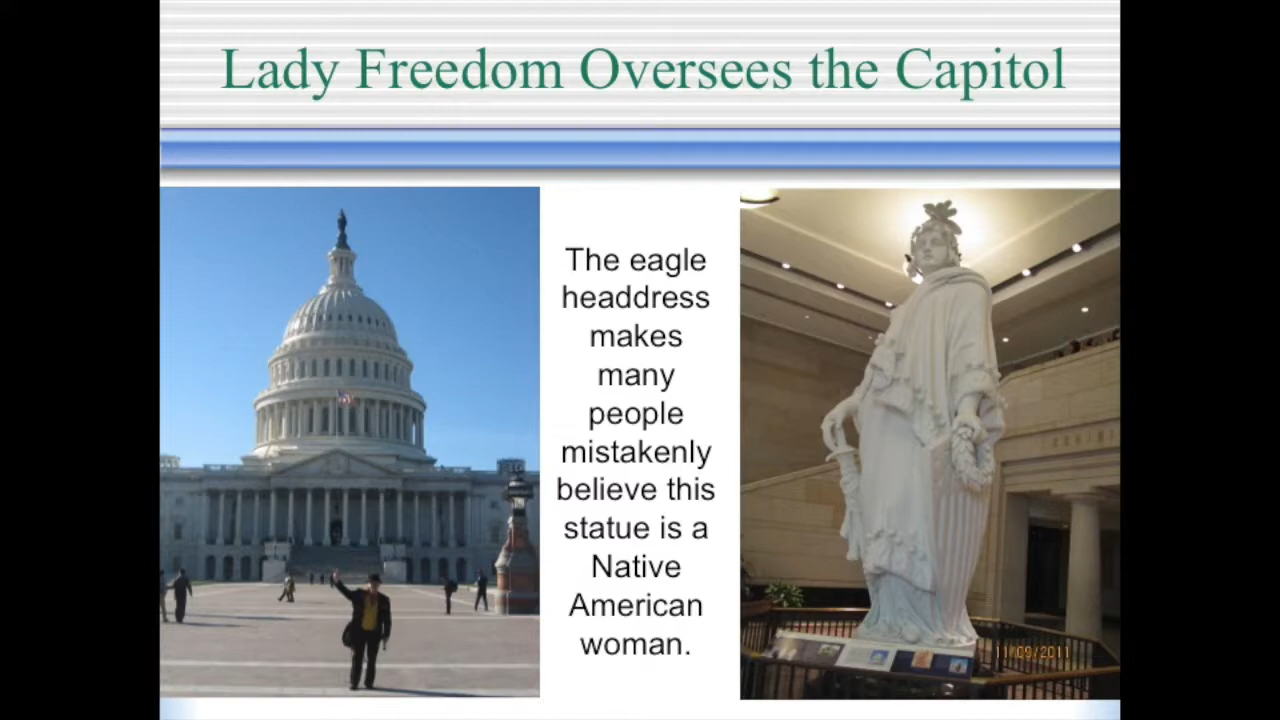 Lady Freedom Oversees the Capitol
The eagle
headdress
makes
many
people
mistakenly
believe this
statue is a
Native
American
woman.
11/09/2011